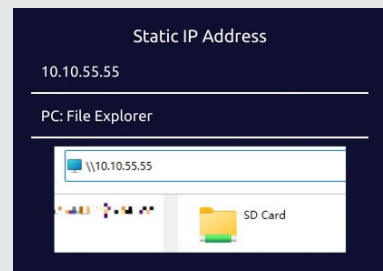 Static IP Address
10.10.55.55
PC: File Explorer
\\10.10.55.55
SD Card